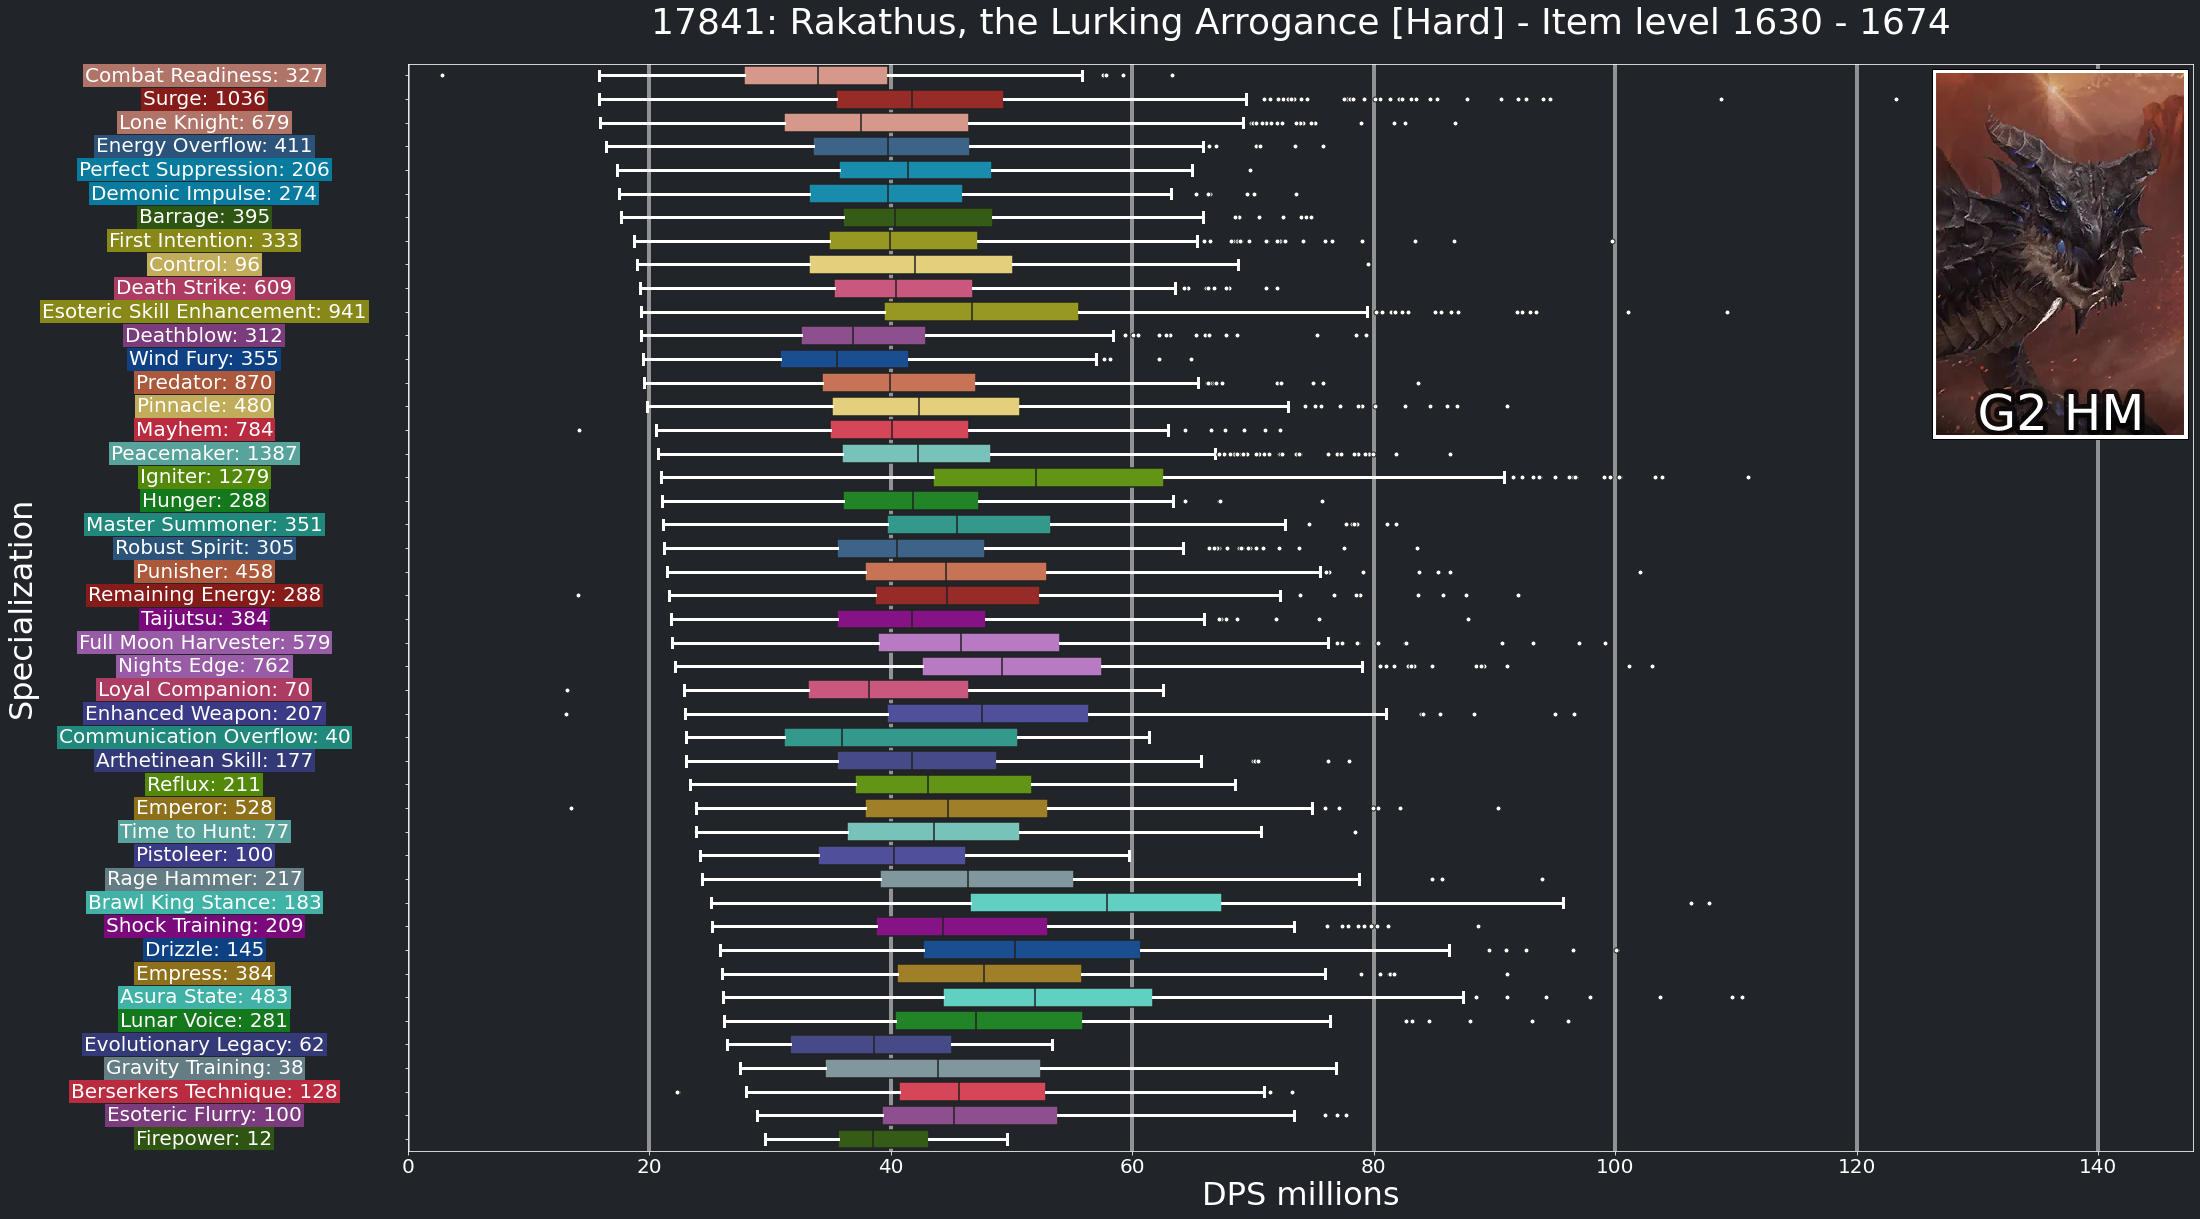 17841: Rakathus, the Lurking Arrogance [Hard] - Item level 1630 - 1674
Combat Readiness: 327
Surge: 1036
Lone Knight: 679
Energy Overflow: 411
Perfect Suppression: 206
Demonic Impulse: 274
Barrage: 395
First Intention: 333
Control: 96
Death Strike: 609
Esoteric Skill Enhancement: 941
Deathblow: 312
Wind Fury: 355
Predator: 870
Pinnacle: 480
Mayhem: 784
Peacemaker: 1387
Igniter: 1279
Hunger: 288
Master Summoner: 351
Robust Spirit: 305
Punisher: 458
Remaining Energy: 288
Taijutsu: 384
Full Moon Harvester: 579
Nights Edge: 762
Loyal Companion: 70
Enhanced Weapon: 207
Communication Overflow: 40
Arthetinean Skill: 177
Reflux: 211
Emperor: 528
Time to Hunt: 77
Pistoleer: 100
Rage Hammer: 217
Brawl King Stance: 183
Shock Training: 209
Drizzle: 145
Empress: 384
Asura State: 483
Lunar Voice: 281
Evolutionary Legacy: 62
Gravity Training: 38
Berserkers Technique: 128
Esoteric Flurry: 100
Firepower: 12
Specialization
G2 HM
0 20 40 60 80 100 120 140
DPS millions